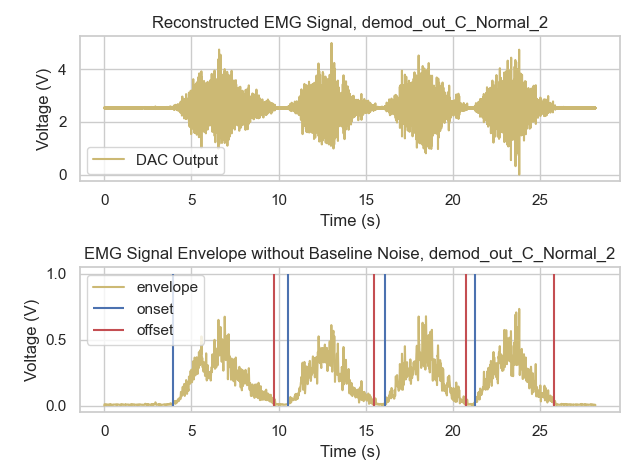 Reconstructed EMG Signal, demod_out_C_Normal_2
Voltage (V)
4
2
0
DAC Output
0 5 10 15 20 25
Time (s)
EMG Signal Envelope without Baseline Noise, demod_out_C_Normal_2
Voltage (V)
1.0
0.5
0.0
envelope
onset
offset
0 5 10 15 20 25
Time (s)